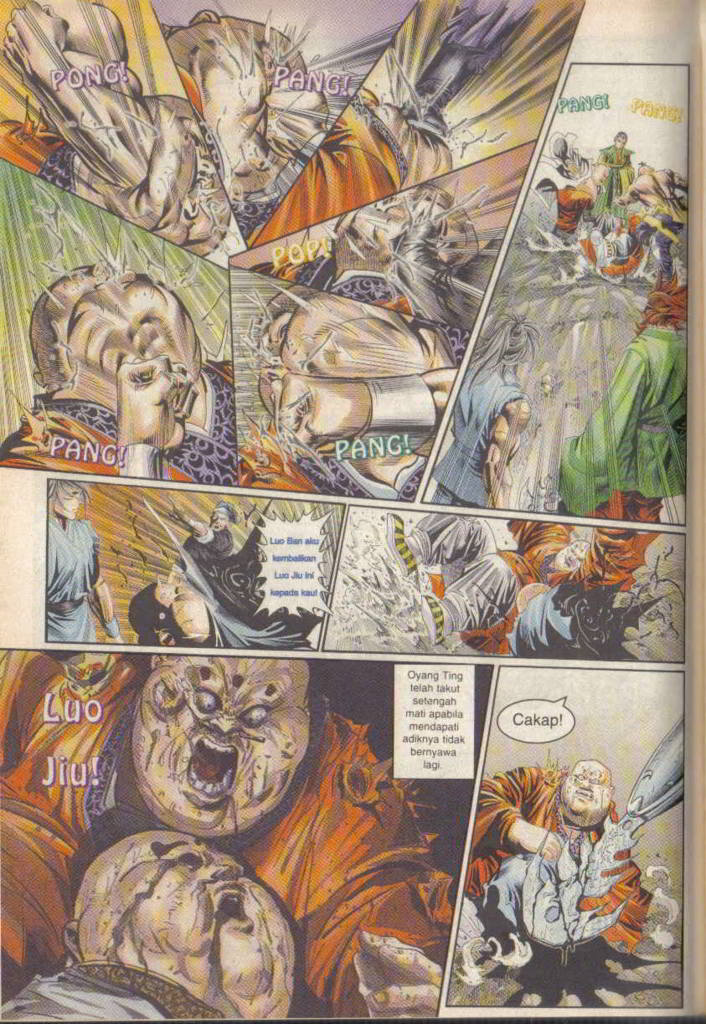 PONG!
PANG!
PANG!
PANG!
PANG!
POP!
PANG!
Luo Ban aku
kembalikan
Luo Jiu ini
kepada kau!
Luo
Jiu!
Oyang Ting
telah takut
setengah
mati apabila
mendapati
adiknya tidak
bernyawa
lagi.
Cakap!